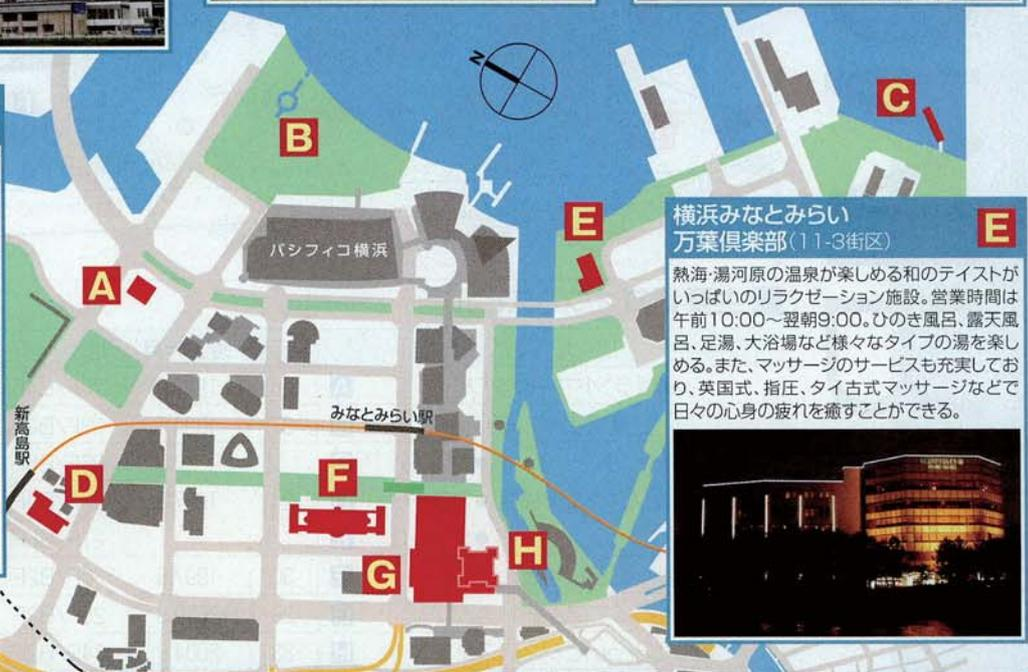 N
B
C
E
A
パシフィコ横浜
みなとみらい駅
新高島駅
D
F
G
H
横浜みなとみらい
万葉倶楽部(11-3街区)
E
熱海・湯河原の温泉が楽しめる和のテイストが
いっぱいのリラクゼーション施設。営業時間は
午前10:00〜翌朝9:00。ひのき風呂、露天風
呂、足湯、大浴場など様々なタイプの湯を楽し
める。また、マッサージのサービスも充実してお
り、英国式、指圧、タイ古式マッサージなどで
日々の心身の疲れを癒すことができる。